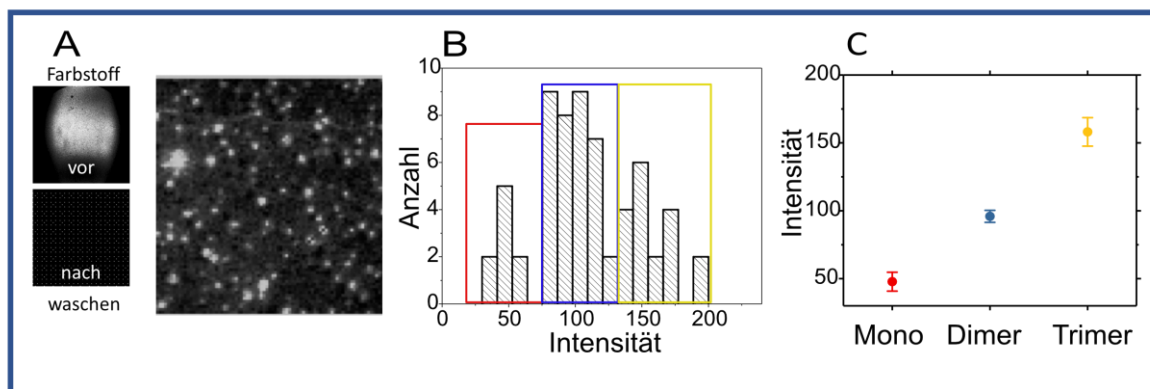 A
Farbstoff
vor
nach
waschen
B
10
8
6
4
2
0
50
100
150
200
Anzahl
Intensität
C
200
150
100
50
Intensität
Mono
Dimer
Trimer